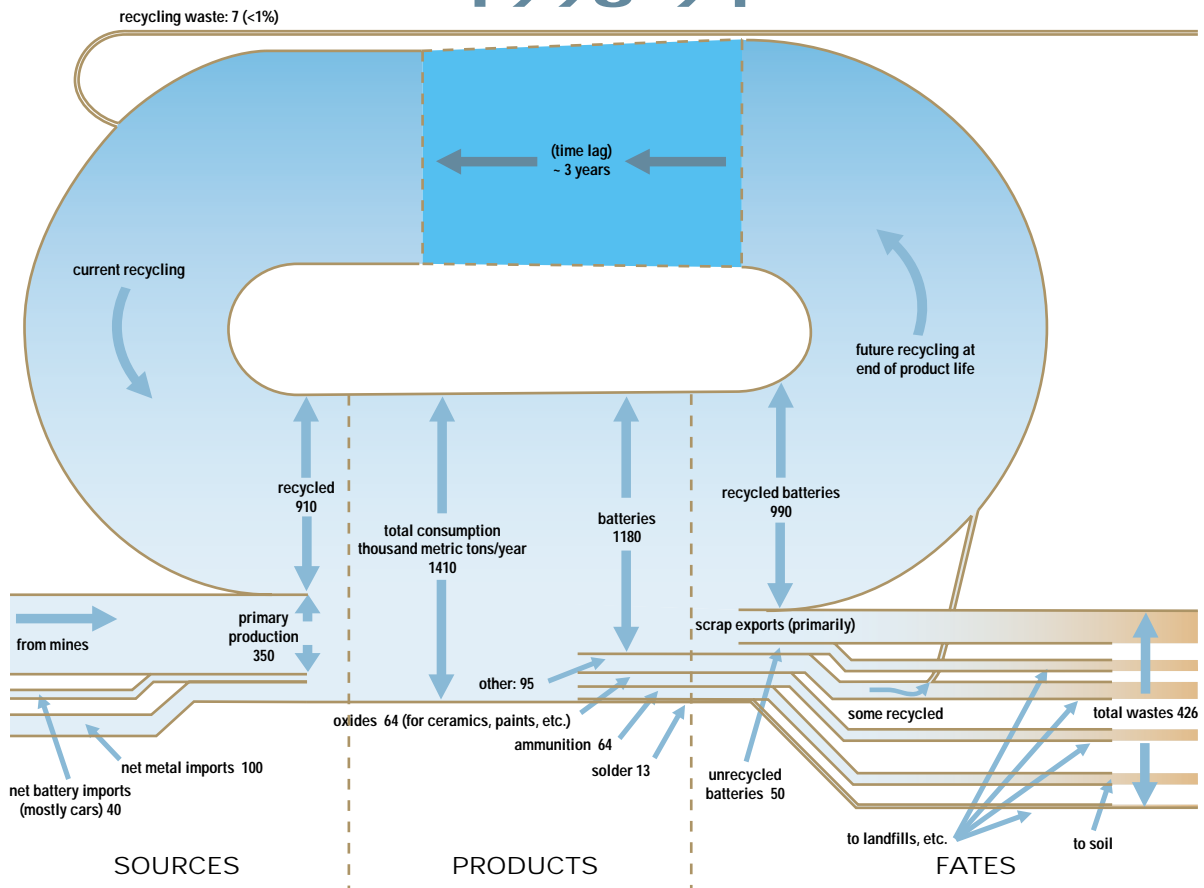 recycling waste: 7 (<1%)
(time lag)
~ 3 years
current recycling
future recycling at
end of product life
recycled
910
total consumption
thousand metric tons/year
1410
batteries
1180
recycled batteries
990
from mines
primary
production
350
scrap exports (primarily)
other: 95
oxides 64 (for ceramics, paints, etc.)
ammunition 64
solder 13
some recycled
total wastes 426
net metal imports 100
net battery imports
(mostly cars) 40
unrecycled
batteries 50
to landfills, etc.
to soil
SOURCES
PRODUCTS
FATES